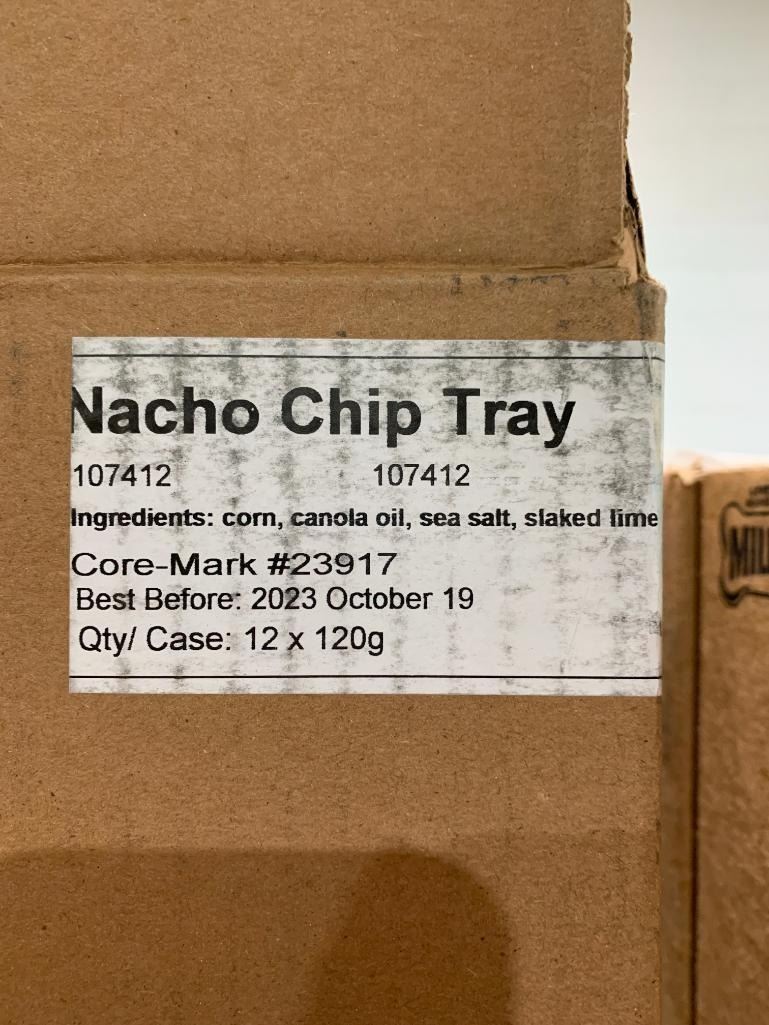 Nacho Chip Tray
107412 107412
Ingredients: corn, canola oil, sea salt, slaked lime
Core-Mark #23917
Best Before: 2023 October 19
Qty/ Case: 12 x 120g